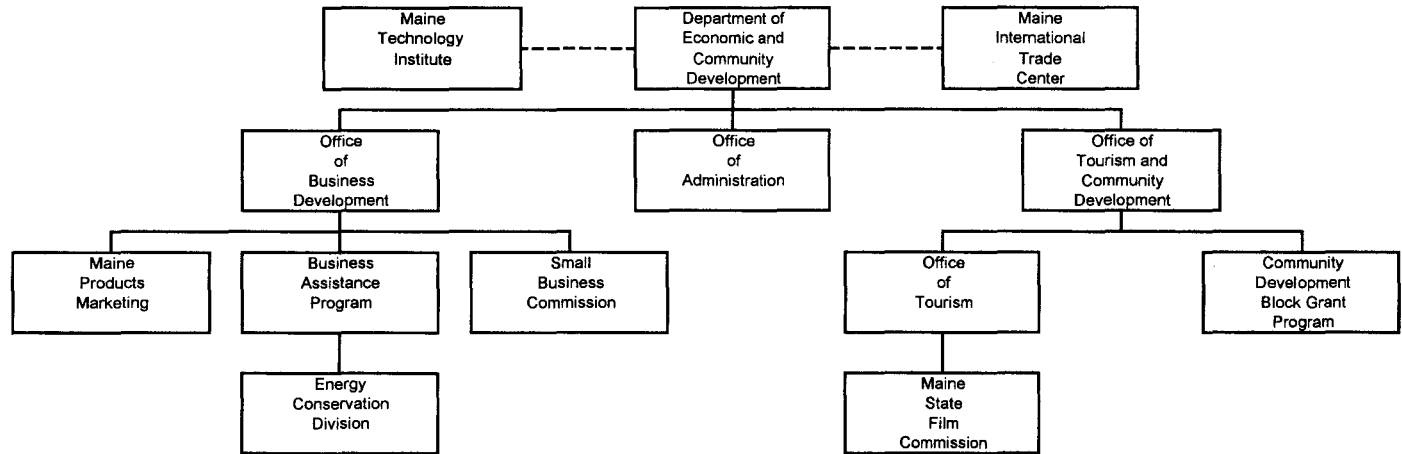 Maine
Technology
Institute
Department of
Economic and
Community
Development
Maine
International
Trade
Center
Office
of
Business
Development
Office
of
Administration
Office of
Tourism and
Community
Development
Maine
Products
Marketing
Business
Assistance
Program
Small
Business
Commission
Office
of
Tourism
Community
Development
Block Grant
Program
Energy
Conservation
Division
Maine
State
Film
Commission